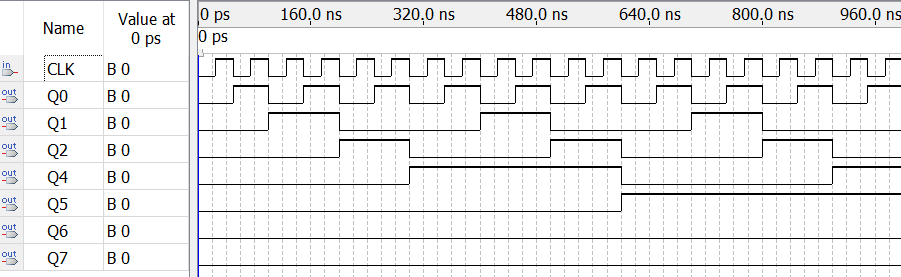 Name
Value at
0 ps
0 ps 160.0 ns 320.0 ns 480.0 ns 640.0 ns 800.0 ns 960.0 ns
0 ps
in CLK B 0
out Q0 B 0
out Q1 B 0
out Q2 B 0
out Q4 B 0
out Q5 B 0
out Q6 B 0
out Q7 B 0